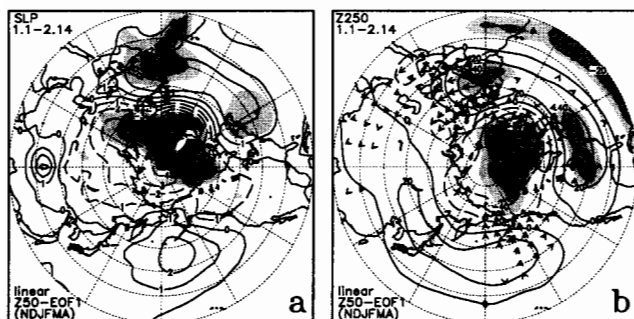 SLP
1.1-2.14
linear
Z50-EOF1
(NDJFMA)
a
Z250
1.1-2.14
linear
Z50-EOF1
(NDJFMA)
b